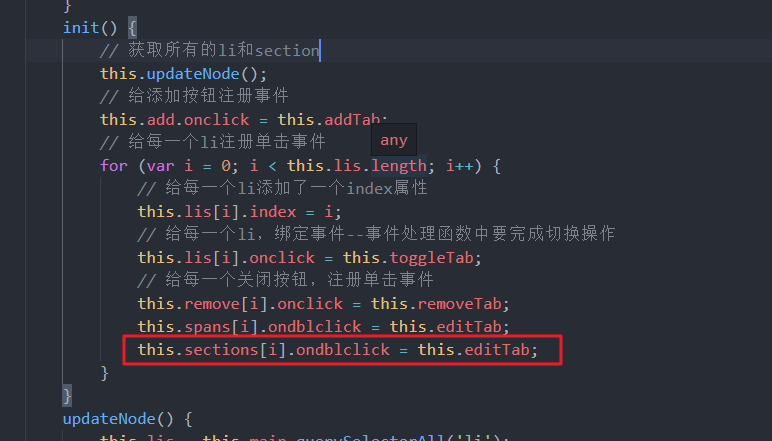 }
init() {
// 获取所有的li和section
this.updateNode();
// 给添加按钮注册事件
this.add.onclick = this.addTab;
any
// 给每一个li注册单击事件
for (var i = 0; i < this.lis.length; i++) {
// 给每一个li添加了一个index属性
this.lis[i].index = i;
// 给每一个li，绑定事件--事件处理函数中要完成切换操作
this.lis[i].onclick = this.toggleTab;
// 给每一个关闭按钮，注册单击事件
this.remove[i].onclick = this.removeTab;
this.spans[i].ondblclick = this.editTab;
this.sections[i].ondblclick = this.editTab;
}
}
updateNode() {
this.lis = this.main.querySelectorAll('li');